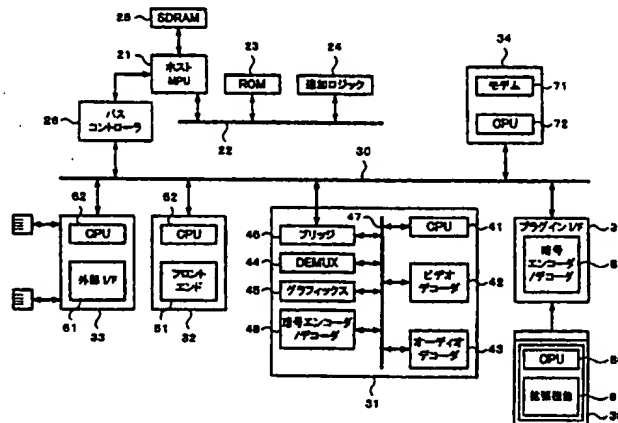 25
SDRAM
21
ホスト
MPU
23
ROM
24
追加ロジック
34
モデム
71
CPU
72
26
バス
コントローラ
22
30
62
CPU
外部 I/F
61
33
CPU
フロント
エンド
51
32
46
ブリッジ
47
CPU
41
44
DEMUX
45
グラフィックス
ビデオ
デコーダ
42
48
暗号エンコーダ
/デコーダ
オーディオ
デコーダ
43
31
プラグイン I/F
暗号
エンコーダ
/デコーダ
CPU
拡張機能